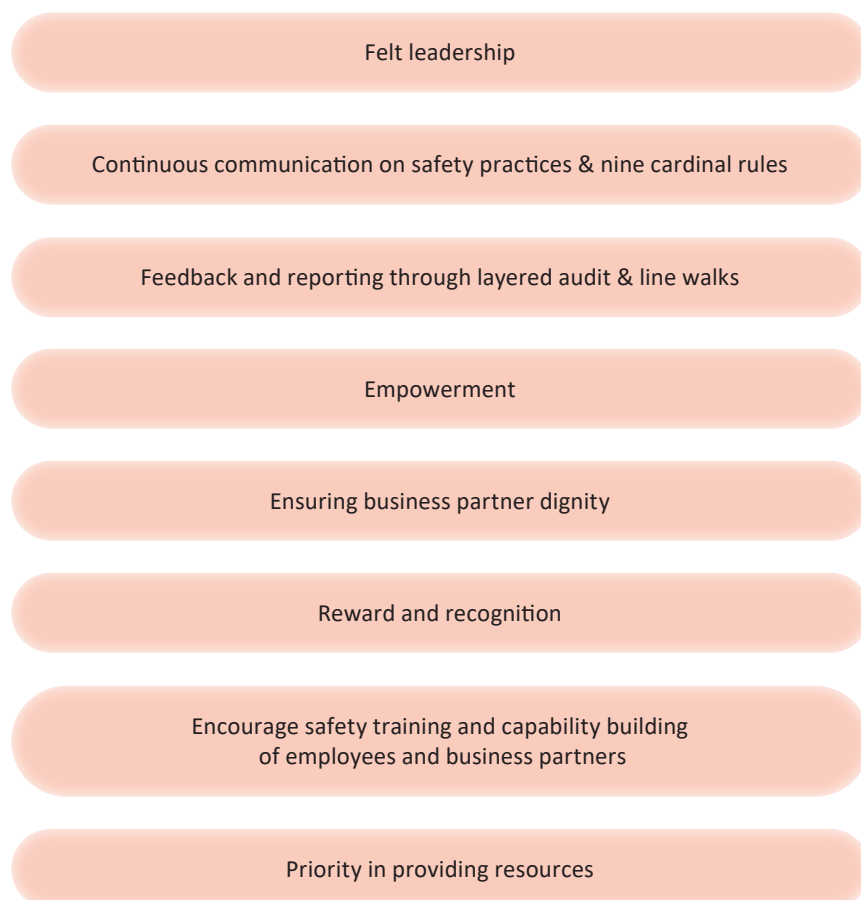 Felt leadership
Continuous communication on safety practices & nine cardinal rules
Feedback and reporting through layered audit & line walks
Empowerment
Ensuring business partner dignity
Reward and recognition
Encourage safety training and capability building
of employees and business partners
Priority in providing resources